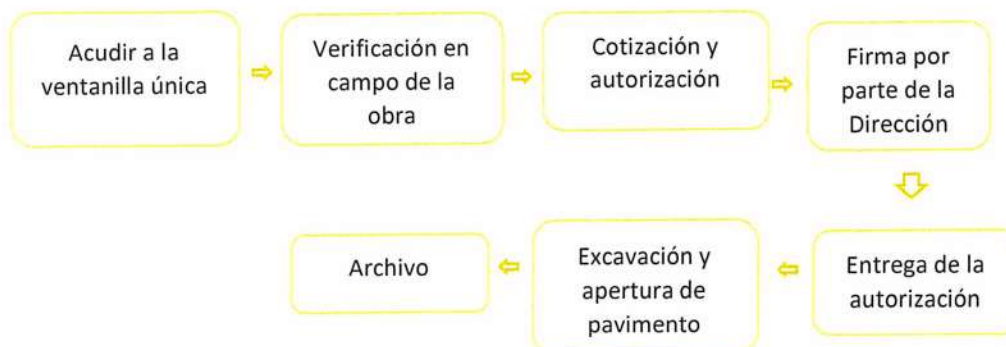 Acudir a la
ventanilla única
Verificación en
campo de la
obra
Cotización y
autorización
Firma por
parte de la
Dirección
Entrega de la
autorización
Excavación y
apertura de
pavimento
Archivo